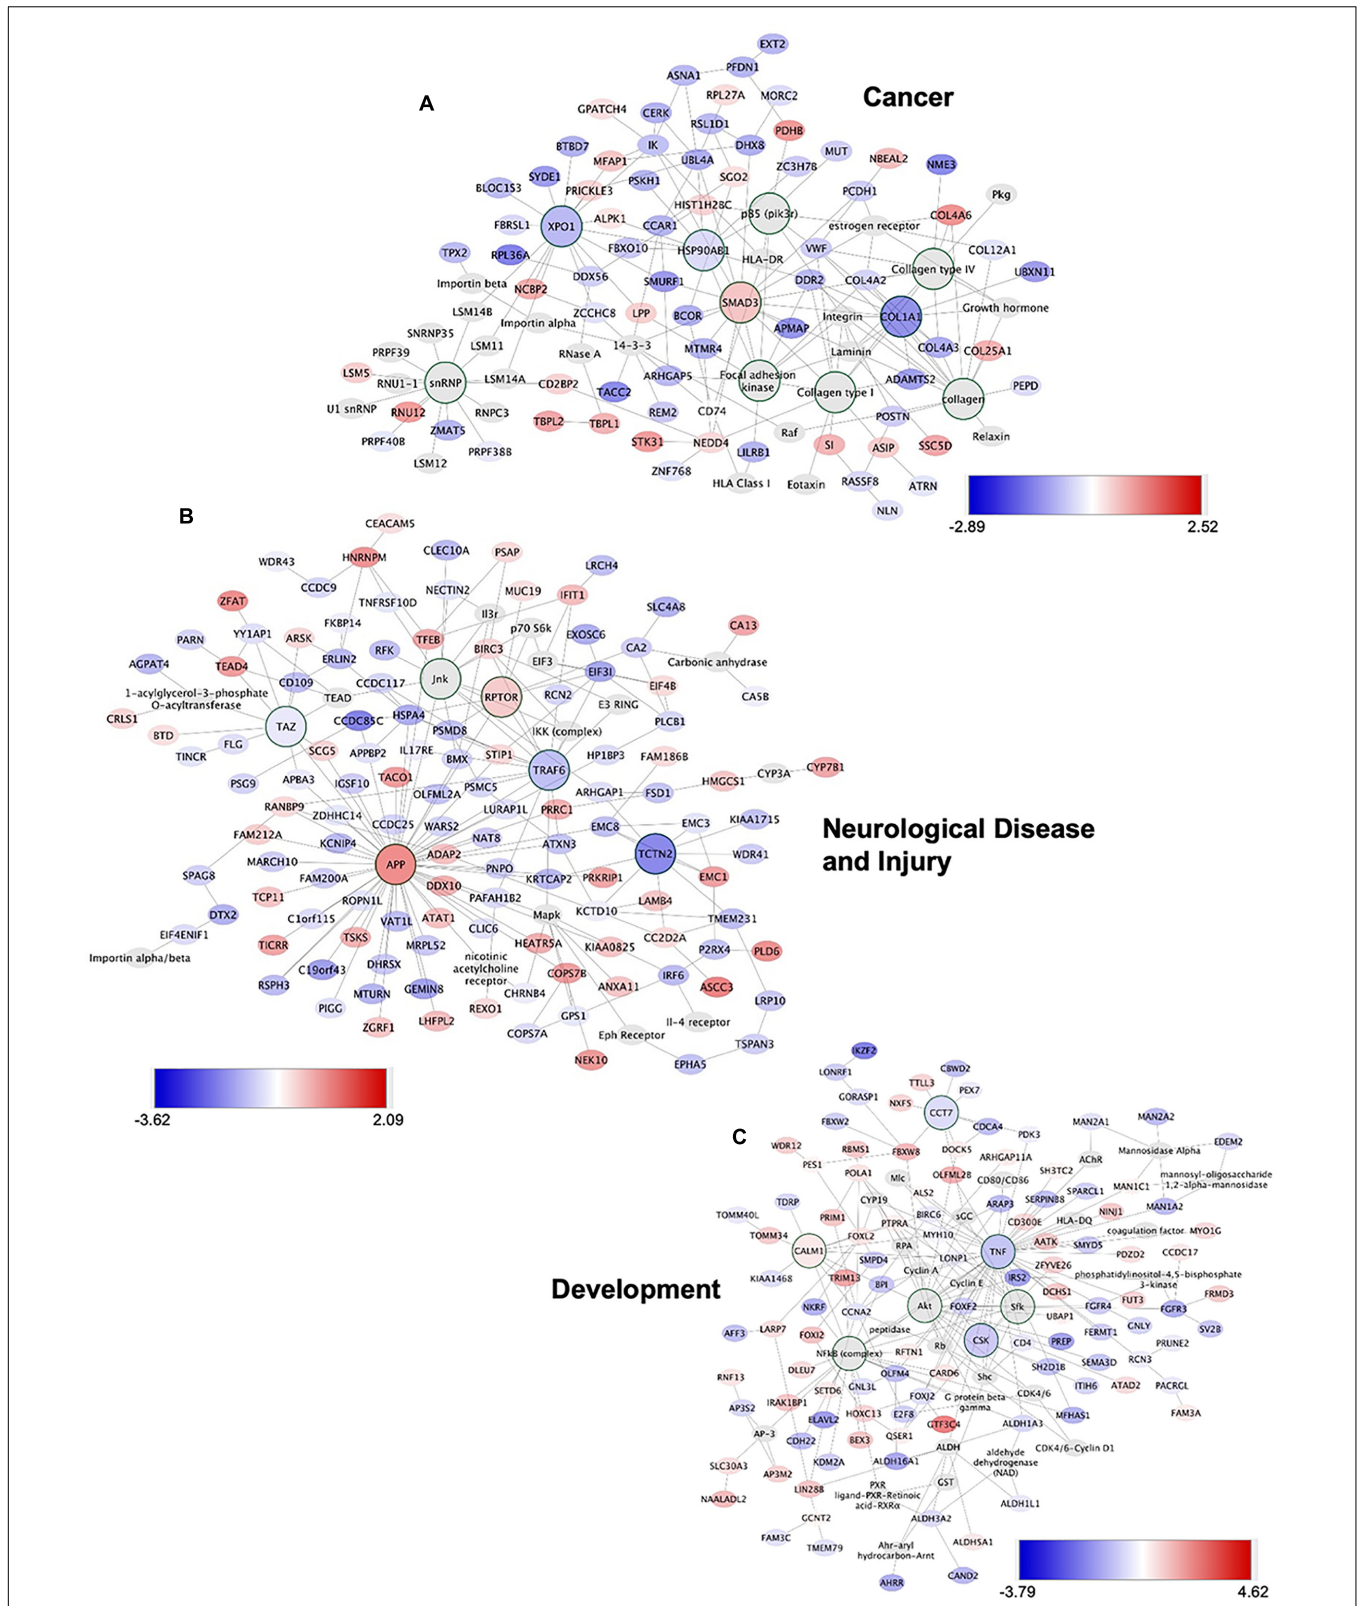 A
Cancer
EXT2
PFDN1
ASNA1
RPL27A
MORC2
GPATCH4
CERK
RSL1D1
PDHB
BTBD7
IK
DHX8
MUT
MFAP1
UBL4A
ZC3H7B
NBEAL2
NME3
SYDE1
PSKH1
SGO2
BLOC1S3
PRICKLE3
PCDH1
Pkg
HIST1H2BC
p85 (pik3r)
COL4A6
FBRSL1
XPO1
ALPK1
CCAR1
estrogen receptor
TPX2
RPL36A
FBXO10
HSP90AB1
HLA-DR
VWF
COL12A1
Collagen type IV
UBXN11
Importin beta
NCBP2
DDX56
SMURF1
DDR2
COL4A2
SMAD3
LSM14B
Importin alpha
ZCCHC8
LPP
BCOR
APMAP
Integrin
COL1A1
Growth hormone
SNRNP35
PRPF39
LSM11
RNase A
14-3-3
MTMR4
Laminin
COL4A3
COL25A1
LSM5
RNU1-1
snRNP
LSM14A
CD2BP2
ARHGAP5
Focal adhesion
kinase
ADAMTS2
PEPD
TACC2
Collagen type I
collagen
U1 snRNP
RNU12
RNPC3
REM2
CD74
POSTN
ZMAT5
TBPL2
TBPL1
Raf
Relaxin
PRPF40B
PRPF38B
STK31
NEDD4
SI
ASIP
SSC5D
LSM12
ZNF768
LILRB1
HLA Class I
Eotaxin
RASSF8
ATRN
NLN
-2.89
2.52
B
CEACAM5
WDR43
HNRNPM
CLEC10A
PSAP
LRCH4
CCDC9
NECTIN2
MUC19
IFIT1
ZFAT
TNFRSF10D
Il3r
SLC4A8
FKBP14
p70 S6k
CA13
PARN
YY1AP1
ARSK
TFEB
EXOSC6
RFK
BIRC3
CA2
AGPAT4
TEAD4
ERLIN2
EIF3
EIF3I
Carbonic anhydrase
CD109
CCDC117
Jnk
EIF4B
1-acylglycerol-3-phosphate
O-acyltransferase
TEAD
RPTOR
RCN2
CA5B
E3 RING
CRLS1
TAZ
CCDC85C
HSPA4
PLCB1
BTD
PSMD8
IKK (complex)
FLG
SCG5
APPBP2
IL17RE
STIP1
TINCR
BMX
HP1BP3
FAM186B
TRAF6
CYP7B1
PSG9
APBA3
IGSF10
TACO1
CYP3A
HMGCS1
OLFML2A
PSMC5
ARHGAP1
FSD1
RANBP9
ZDHHC14
LURAP1L
PRRC1
CCDC25
WARS2
EMC8
EMC3
KIAA1715
FAM212A
KCNIP4
NAT8
ATXN3
TCTN2
WDR41
MARCH10
ADAP2
APP
PNPO
KRTCAP2
PRKRIP1
EMC1
SPAG8
FAM200A
DDX10
TCP11
ROPN1L
PAFAH1B2
LAMB4
DTX2
C1orf115
VAT1L
ATAT1
Mapk
KCTD10
TMEM231
EIF4ENIF1
CLIC6
TICRR
TSKS
MRPL52
HEATR5A
KIAA0825
CC2D2A
P2RX4
PLD6
Importin alpha/beta
C19orf43
DHRSX
nicotinic
acetylcholine
receptor
COPS7B
IRF6
RSPH3
MTURN
GEMIN8
CHRNB4
ANXA11
ASCC3
LRP10
PIGG
REXO1
GPS1
ZGRF1
LHFPL2
COPS7A
Eph Receptor
Il-4 receptor
TSPAN3
NEK10
EPHA5
Neurological Disease
and Injury
-3.62
2.09
C
Development
IKZF2
LONRF1
CBWD2
TTLL3
PEX7
GORASP1
NXF5
CCT7
FBXW2
CDCA4
PDK3
MAN2A1
MAN2A2
WDR12
RBMS1
FBXW8
DOCK5
EDEM2
Mannosidase Alpha
PES1
ARHGAP11A
AChR
POLA1
Mlc
OLFML2B
CD80/CD86
SH3TC2
mannosyl-oligosaccharide
1,2-alpha-mannosidase
TDRP
CYP19
ALS2
ARAP3
SERPINB8
SPARCL1
MAN1C1
TOMM40L
PRIM1
BIRC6
sGC
MAN1A2
PTPRA
CD300E
HLA-DQ
NINJ1
TOMM34
FOXL2
MYH10
coagulation factor
MYO1G
CALM1
RPA
TNF
AATK
SMYD5
SMPD4
LONP1
PDZD2
CCDC17
ZFYVE26
KIAA1468
TRIM13
Cyclin A
IRS2
phosphatidylinositol-4,5-bisphosphate
3-kinase
BPI
Cyclin E
DCHS1
NKRF
CCNA2
Akt
FOXF2
Sfk
FGFR4
FUT3
FGFR3
FRMD3
UBAP1
AFF3
LARP7
FOXI2
peptidase
FERMT1
GNLY
SV2B
NFkB (complex)
RFTN1
Rb
CSK
CD4
PREP
PRUNE2
RCN3
RNF13
DLEU7
OLFM4
CARD6
Shc
SH2D1B
SEMA3D
SETD6
GNL3L
ITIH6
ATAD2
PACRGL
AP3S2
IRAK1BP1
FOXJ2
G protein beta
gamma
CDK4/6
ELAVL2
HOXC13
E2F8
MFHAS1
FAM3A
AP-3
CDH22
BEX3
QSER1
GTF3C4
ALDH1A3
ALDH
CDK4/6-Cyclin D1
SLC30A3
AP3M2
KDM2A
ALDH16A1
aldehyde
dehydrogenase
(NAD)
NAALADL2
LIN28B
PXR
ligand-PXR-Retinoic
acid-RXRα
GST
ALDH1L1
GCNT2
ALDH3A2
FAM3C
TMEM79
Ahr-aryl
hydrocarbon-Arnt
ALDH5A1
AHRR
CAND2
-3.79
4.62